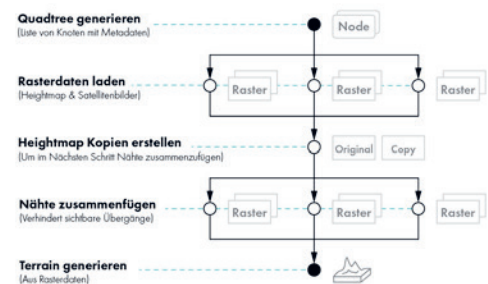 Quadtree generieren
(Liste von Knoten mit Metadaten)
Node
Rasterdaten laden
(Heightmap & Satellitenbilder)
Raster Raster Raster
Heightmap Kopien erstellen
(Um im Nächsten Schritt Nähte zusammenzufügen)
Original Copy
Nähte zusammenfügen
(Verhindert sichtbare Übergänge)
Raster Raster Raster
Terrain generieren
(Aus Rasterdaten)